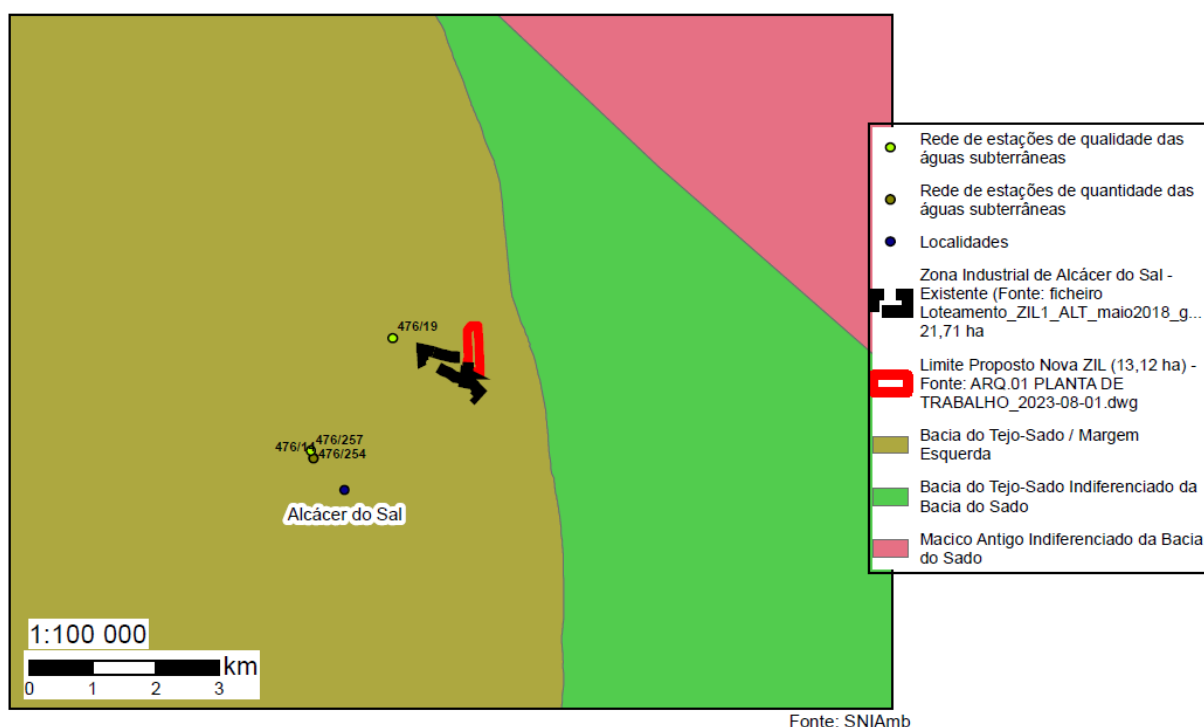 Rede de estações de qualidade das
águas subterrâneas
Rede de estações de quantidade das
águas subterrâneas
Localidades
Zona Industrial de Alcácer do Sal -
Existente (Fonte: ficheiro
Loteamento_ZIL1_ALT_maio2018_g...
21,71 ha
Limite Proposto Nova ZIL (13,12 ha) -
Fonte: ARQ.01 PLANTA DE
TRABALHO_2023-08-01.dwg
Bacia do Tejo-Sado / Margem
Esquerda
Bacia do Tejo-Sado Indiferenciado da
Bacia do Sado
Macico Antigo Indiferenciado da Bacia
do Sado
476/19
476/257
476/14
476/254
Alcácer do Sal
1:100 000
km
0 1 2 3
Fonte: SNIAmb